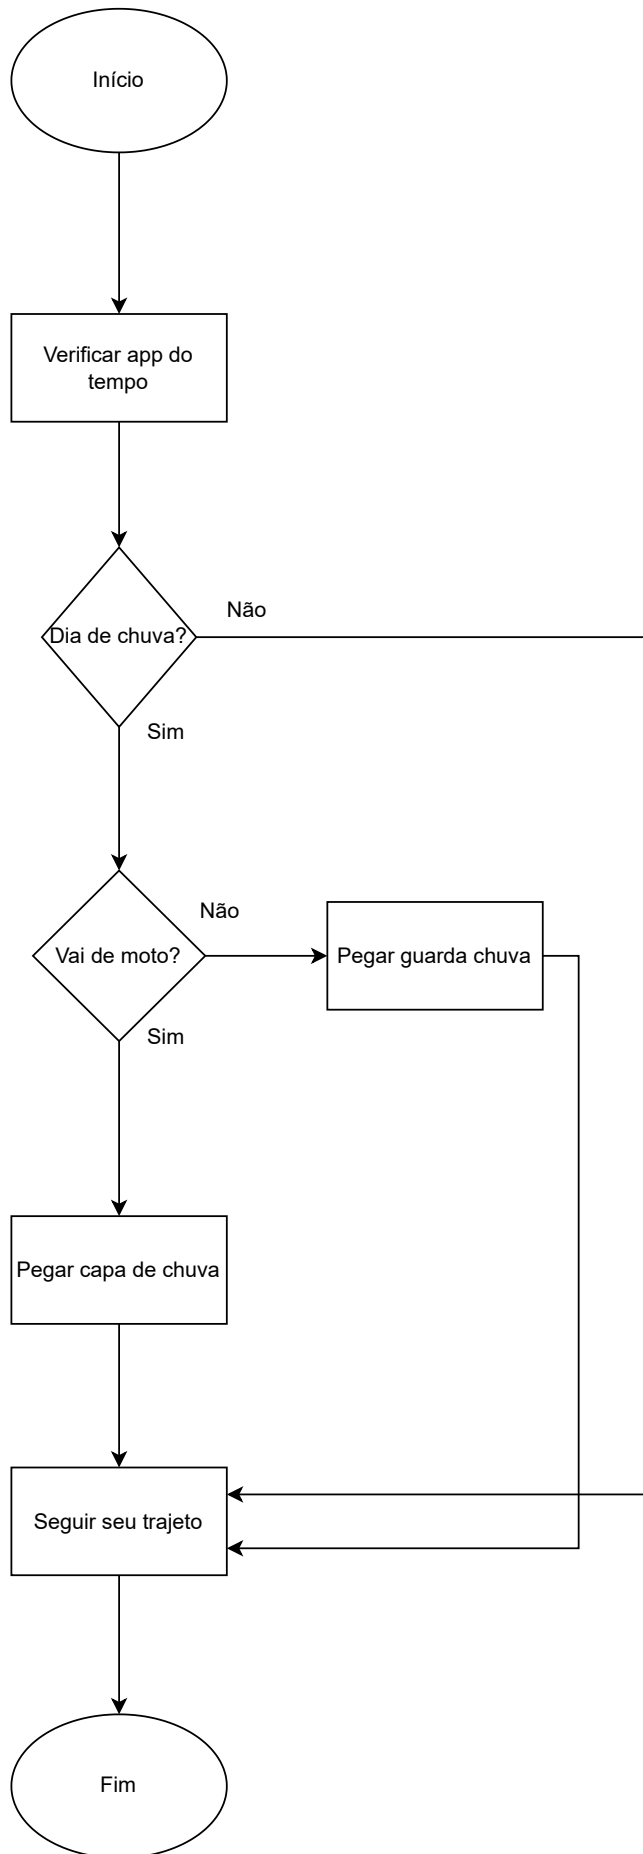 Início
Verificar app do
tempo
Não
Dia de chuva?
Sim
Não
Vai de moto?
Pegar guarda chuva
Sim
Pegar capa de chuva
Seguir seu trajeto
Fim